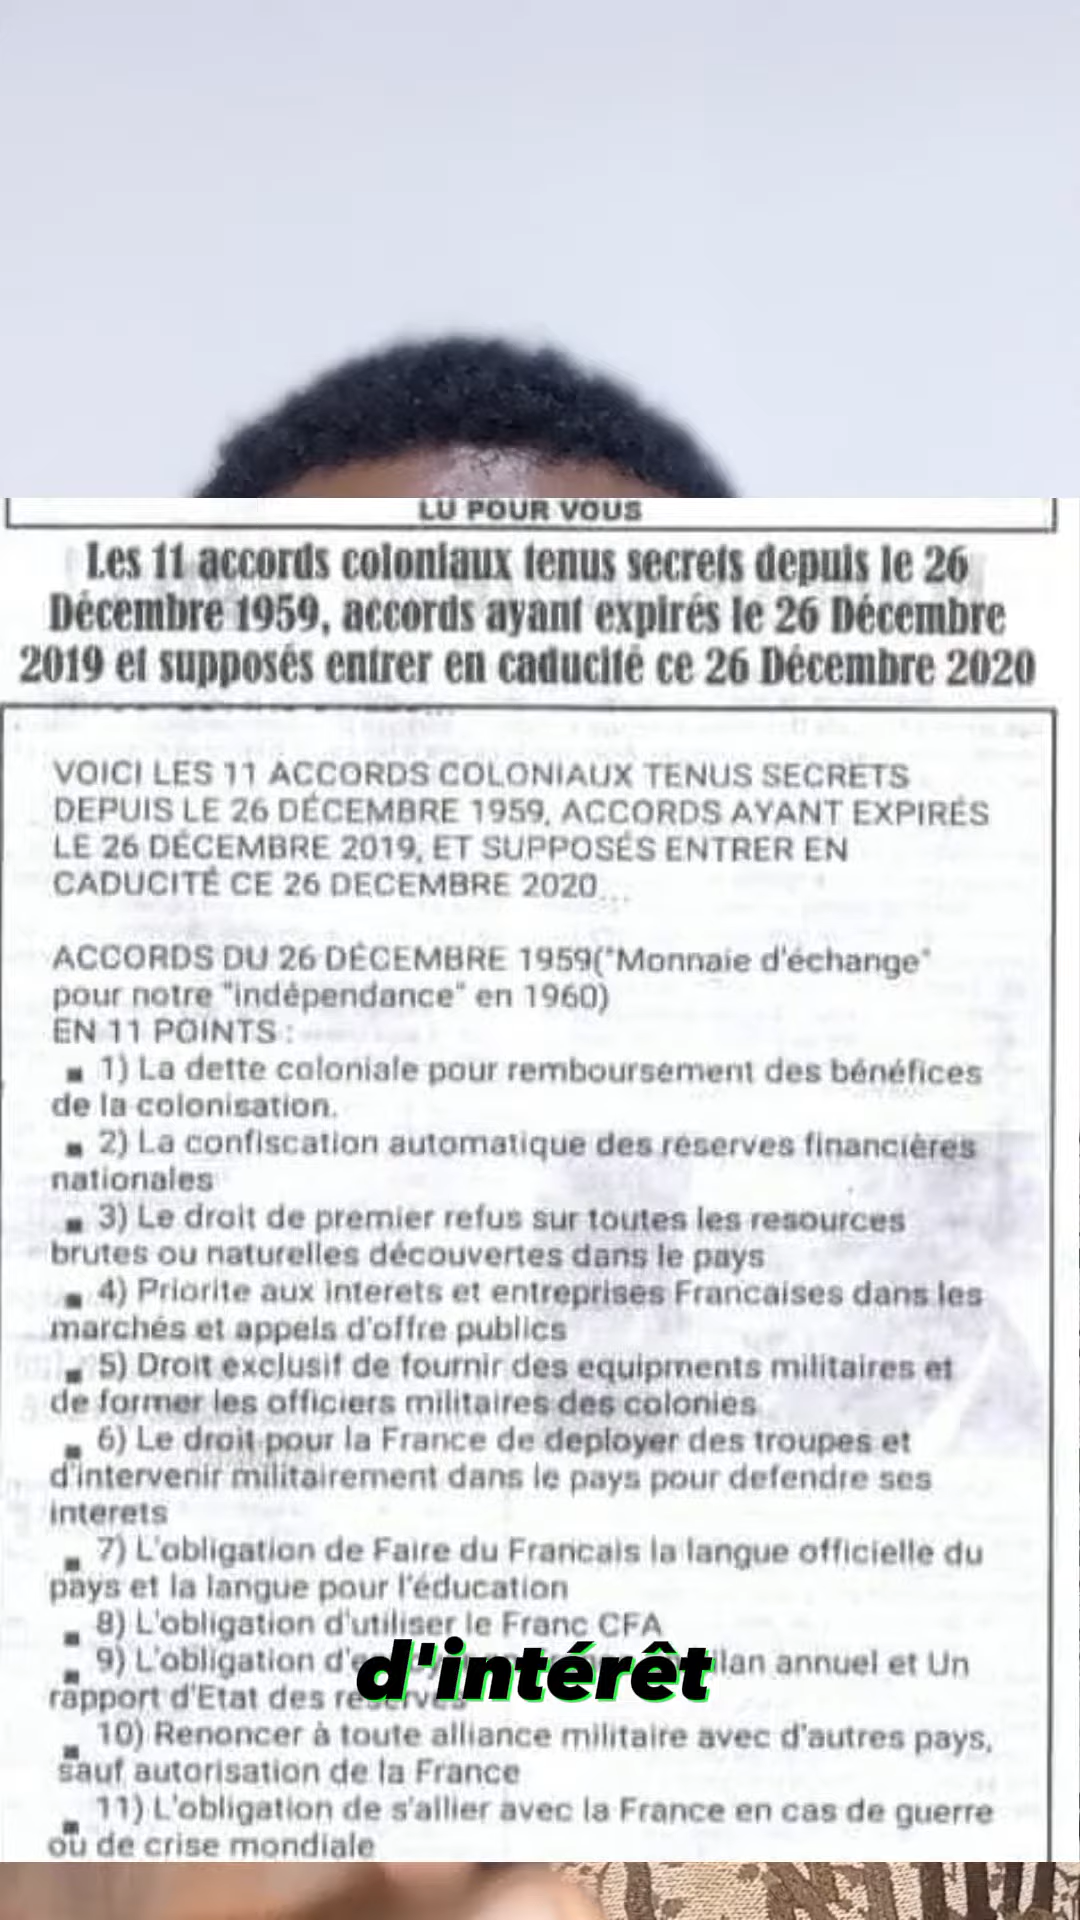 LU POUR VOUS
Les 11 accords coloniaux tenus secrets depuis le 26
Décembre 1959, accords ayant expirés le 26 Décembre
2019 et supposés entrer en caducité ce 26 Décembre 2020
VOICI LES 11 ACCORDS COLONIAUX TENUS SECRETS
DEPUIS LE 26 DÉCEMBRE 1959, ACCORDS AYANT EXPIRÉS
LE 26 DÉCEMBRE 2019, ET SUPPOSÉS ENTRER EN
CADUCITÉ CE 26 DECEMBRE 2020...
ACCORDS DU 26 DÉCEMBRE 1959("Monnaie d'échange"
pour notre "indépendance" en 1960)
EN 11 POINTS :
▪ 1) La dette coloniale pour remboursement des bénéfices
de la colonisation.
▪ 2) La confiscation automatique des réserves financières
nationales
▪ 3) Le droit de premier refus sur toutes les resources
brutes ou naturelles découvertes dans le pays
▪ 4) Priorite aux interets et entreprises Francaises dans les
marchés et appels d'offre publics
▪ 5) Droit exclusif de fournir des equipments militaires et
de former les officiers militaires des colonies
▪ 6) Le droit pour la France de deployer des troupes et
d'intervenir militairement dans le pays pour defendre ses
interets
▪ 7) L'obligation de Faire du Francais la langue officielle du
pays et la langue pour l'éducation
▪ 8) L'obligation d'utiliser le Franc CFA
▪ 9) L'obligation annuel et Un
d'intérêt
rapport d'Etat des reserves
▪ 10) Renoncer à toute alliance militaire avec d'autres pays,
sauf autorisation de la France
▪ 11) L'obligation de s'allier avec la France en cas de guerre
ou de crise mondiale